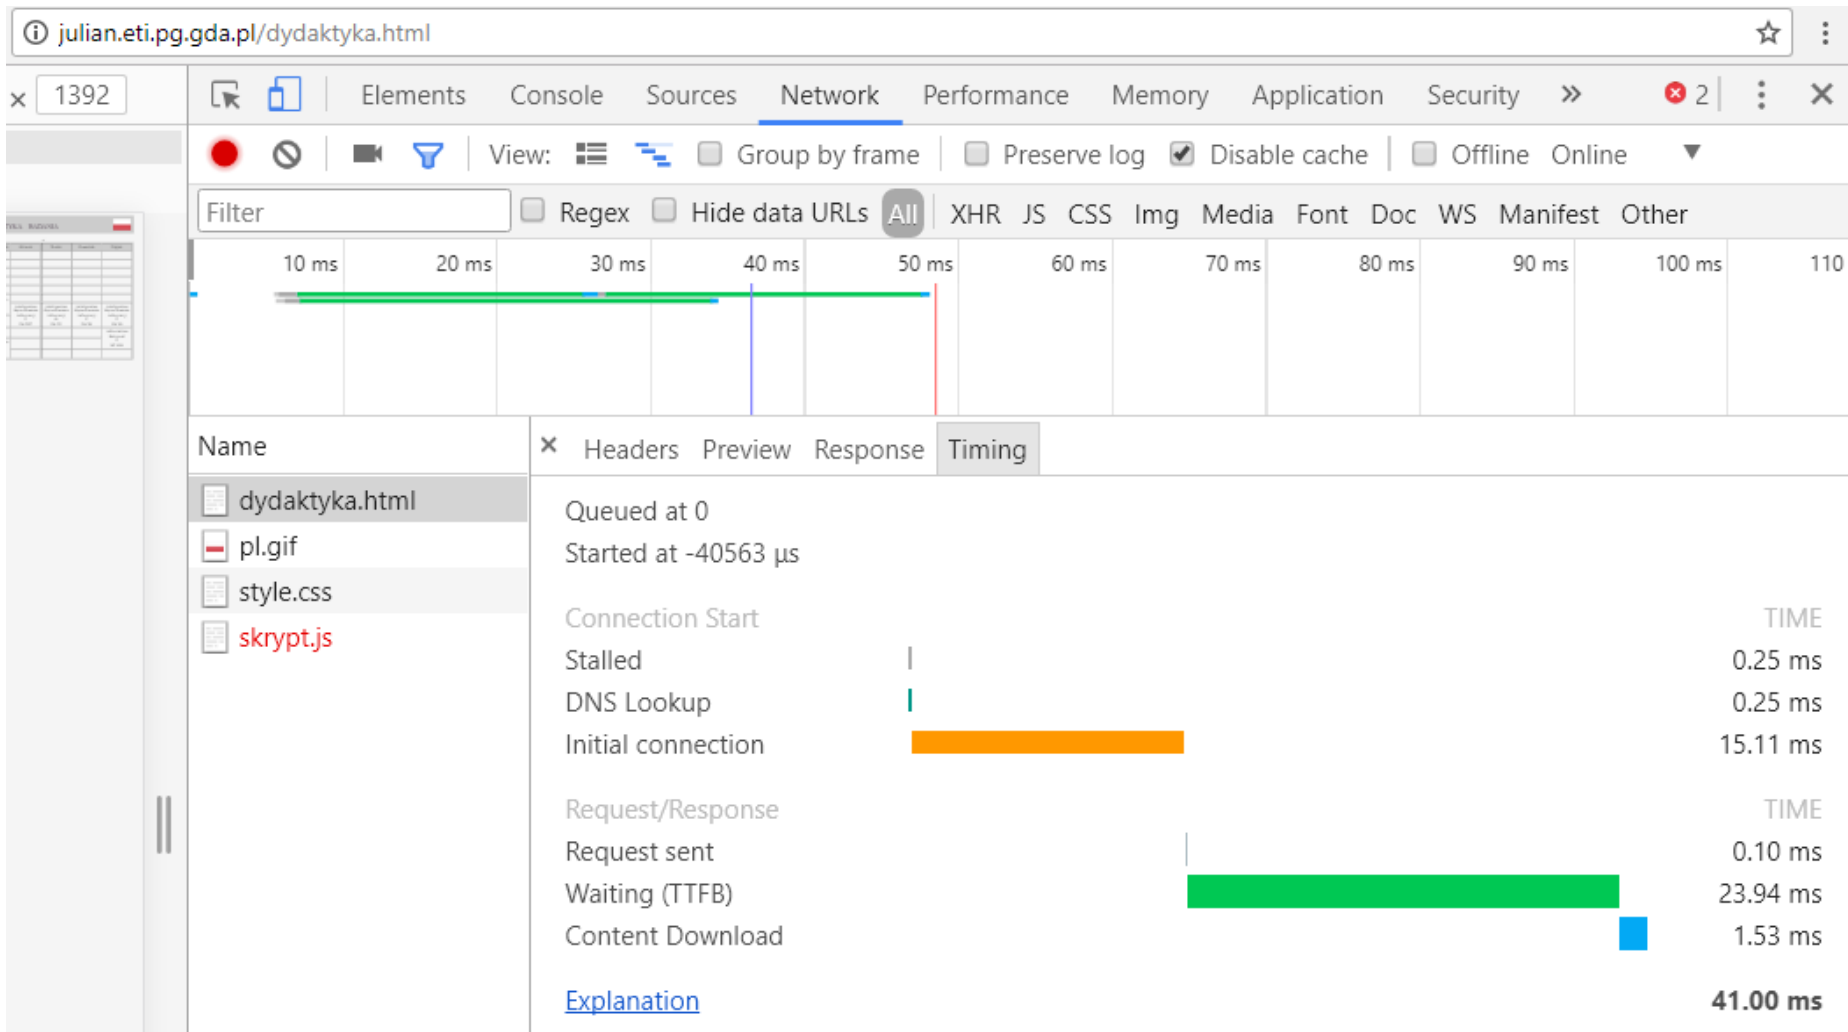 julian.eti.pg.gda.pl/dydaktyka.html
× 1392 Elements Console Sources Network Performance Memory Application Security » 2
View: Group by frame Preserve log Disable cache Offline Online
Filter Regex Hide data URLs All XHR JS CSS Img Media Font Doc WS Manifest Other
10 ms 20 ms 30 ms 40 ms 50 ms 60 ms 70 ms 80 ms 90 ms 100 ms 110
Name
× Headers Preview Response Timing
dydaktyka.html
pl.gif
style.css
skrypt.js
Queued at 0
Started at -40563 μs
Connection Start TIME
Stalled 0.25 ms
DNS Lookup 0.25 ms
Initial connection 15.11 ms
Request/Response TIME
Request sent 0.10 ms
Waiting (TTFB) 23.94 ms
Content Download 1.53 ms
Explanation 41.00 ms